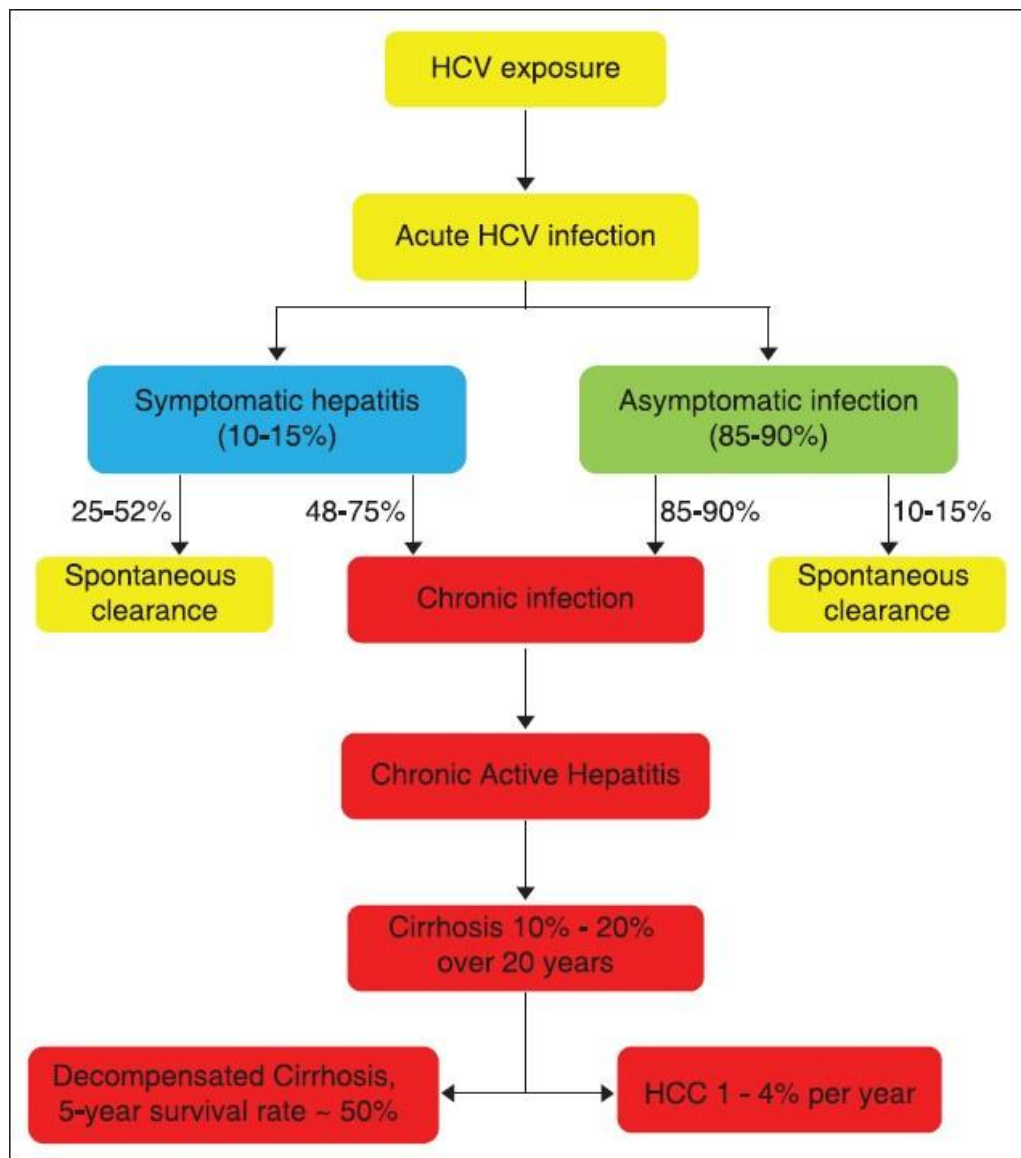 HCV exposure
Acute HCV infection
Symptomatic hepatitis
(10-15%)
Asymptomatic infection
(85-90%)
25-52%
48-75%
85-90%
10-15%
Spontaneous
clearance
Chronic infection
Spontaneous
clearance
Chronic Active Hepatitis
Cirrhosis 10% - 20%
over 20 years
Decompensated Cirrhosis,
5-year survival rate ~ 50%
HCC 1 - 4% per year